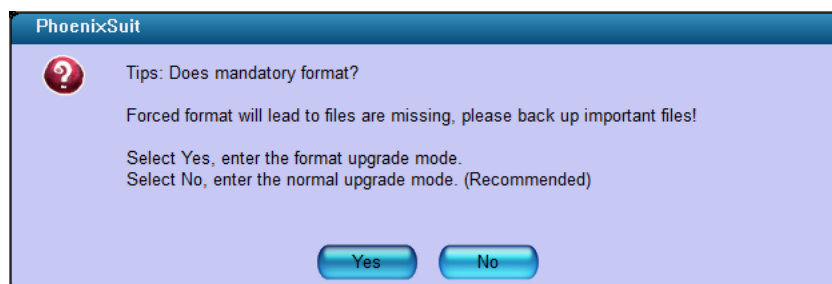 PhoenixSuit
Tips: Does mandatory format?
Forced format will lead to files are missing, please back up important files!
Select Yes, enter the format upgrade mode.
Select No, enter the normal upgrade mode. (Recommended)
Yes
No